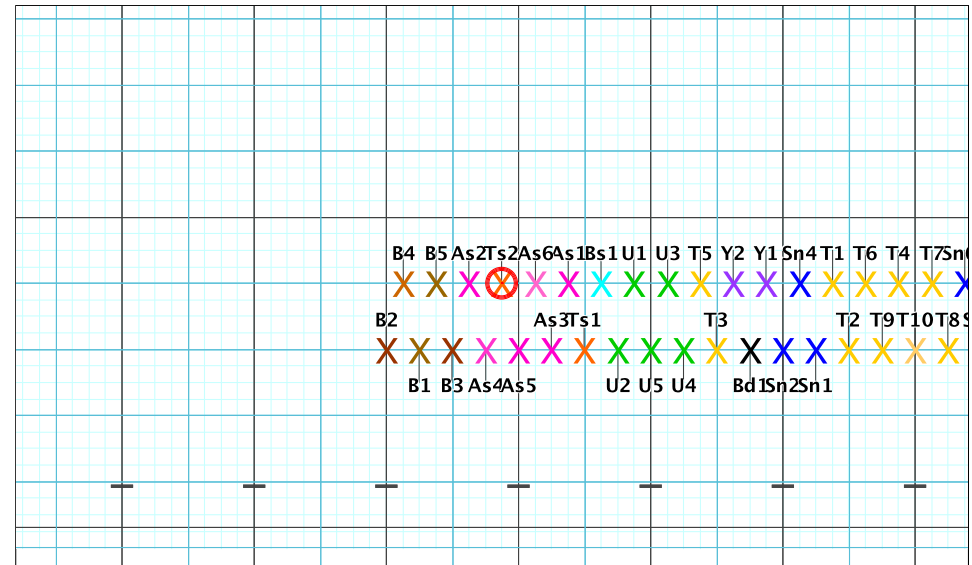 B4 B5 As2 Ts2 As6 As1 Bs1 U1 U3 T5 Y2 Y1 Sn4 T1 T6 T4 T7
B2 As3 Ts1 T3 T2 T9 T10 T8
B1 B3 As4 As5 U2 U5 U4 Bd1 Sn2 Sn1